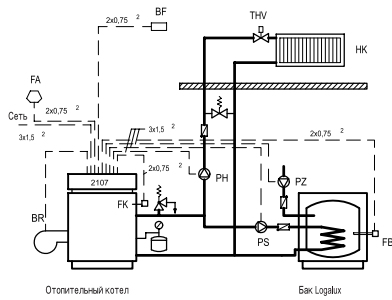 BF
2x0,75 2
THV
HK
FA
2x0,75 2
Сеть
3x1,5 2
3x1,5 2
2x0,75 2
2107
2x0,75 2
PH
PZ
BR
FK
PS
FB
Отопительный котел
Бак Logalux